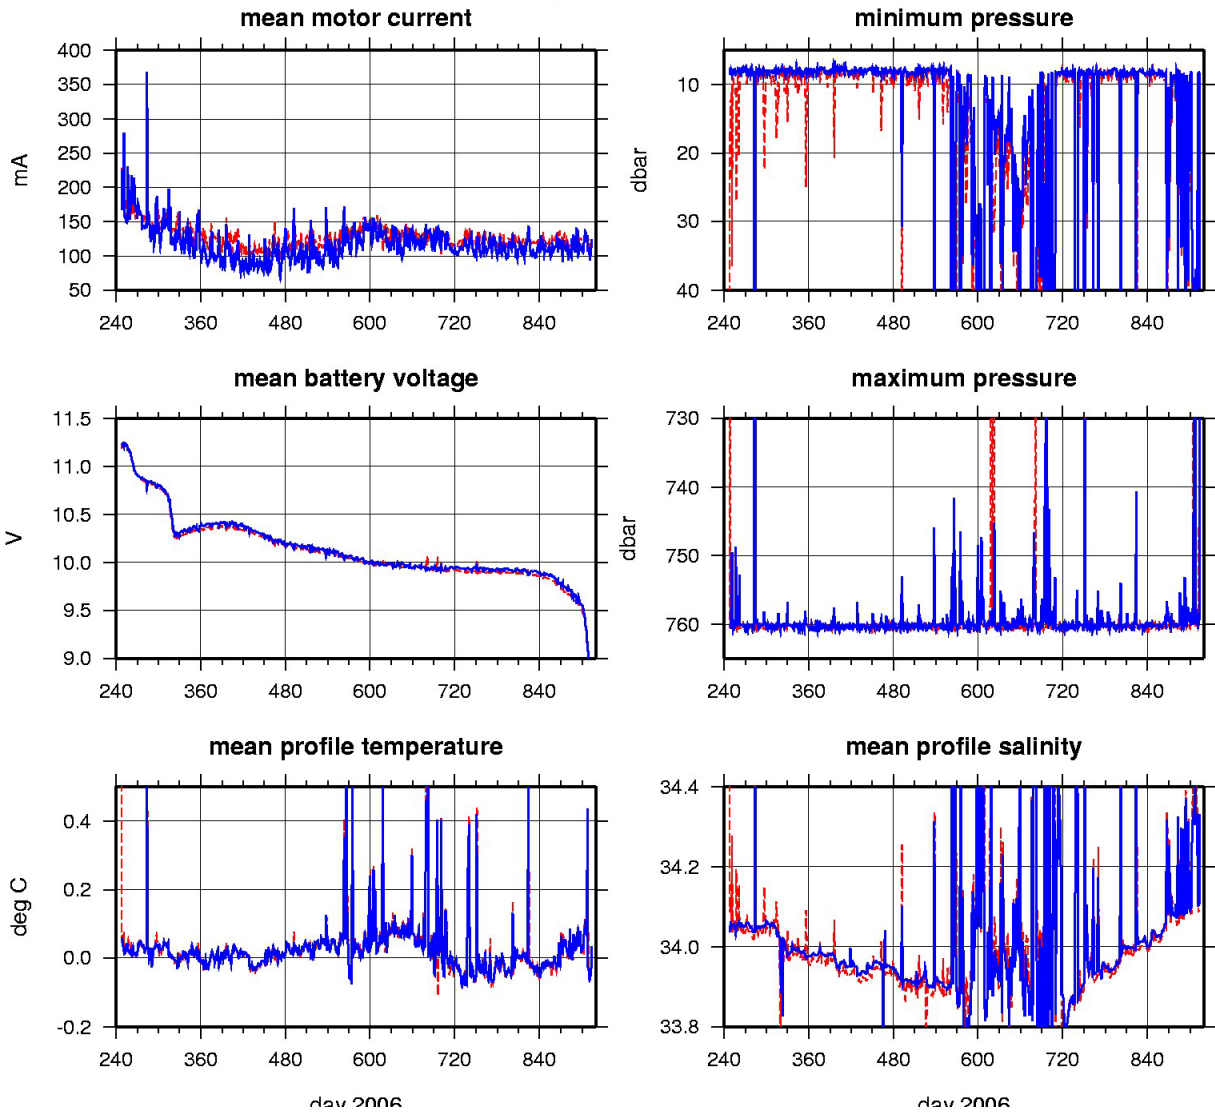 mean motor current
400
350
300
250
200
150
100
50
mA
240 360 480 600 720 840
minimum pressure
10
20
30
40
dbar
240 360 480 600 720 840
mean battery voltage
11.5
11.0
10.5
10.0
9.5
9.0
V
240 360 480 600 720 840
maximum pressure
730
740
750
760
dbar
240 360 480 600 720 840
mean profile temperature
0.4
0.2
0.0
-0.2
deg C
240 360 480 600 720 840
day 2006
mean profile salinity
34.4
34.2
34.0
33.8
240 360 480 600 720 840
day 2006